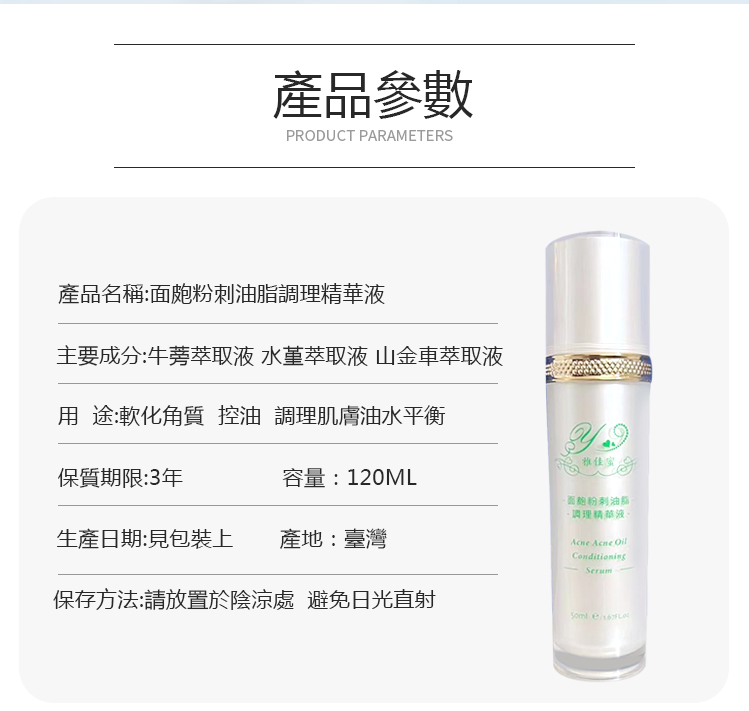 產品參數
PRODUCT PARAMETERS
產品名稱:面皰粉刺油脂調理精華液
主要成分:牛蒡萃取液 水堇萃取液 山金車萃取液
用 途:軟化角質 控油 調理肌膚油水平衡
保質期限:3年 容量：120ML
生產日期:見包裝上 產地：臺灣
保存方法:請放置於陰涼處 避免日光直射
雅佳
面皰粉刺油脂
調理精華液
Acne Acne Oil
Conditioning
Serum
50ml